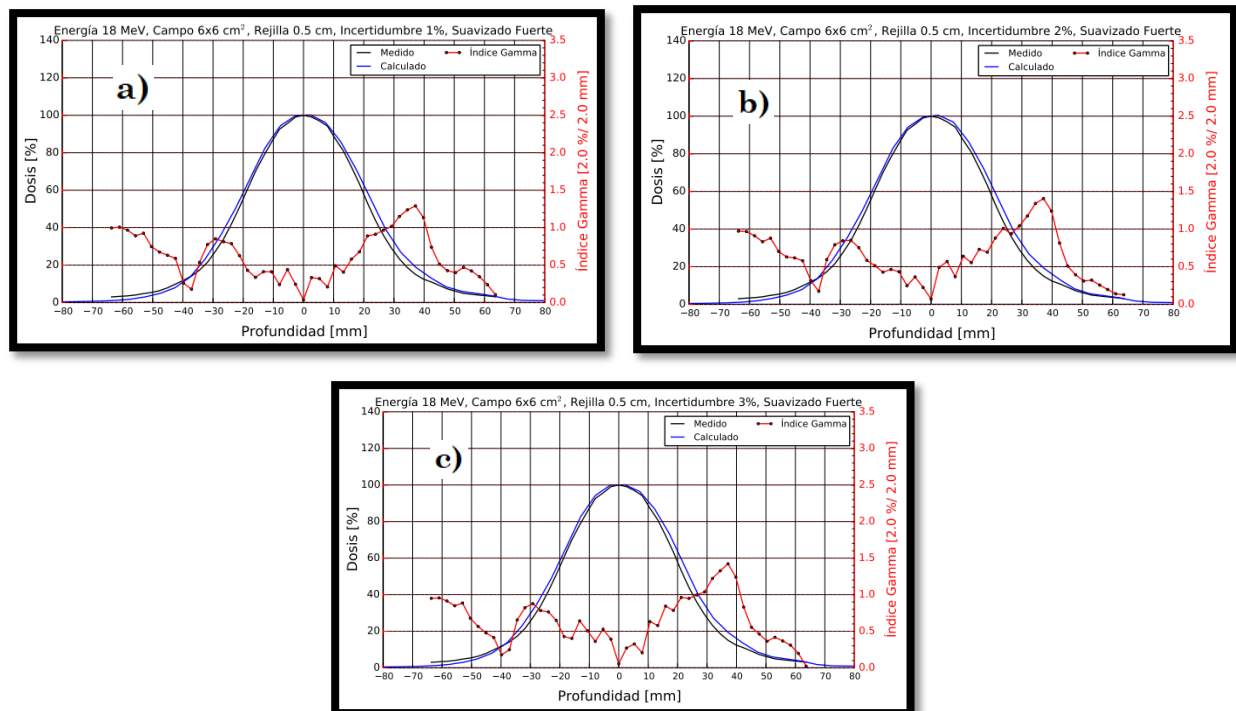 Energía 18 MeV, Campo 6x6 cm², Rejilla 0.5 cm, Incertidumbre 1%, Suavizado Fuerte
a)
Medido
Calculado
Índice Gamma
Dosis [%]
140
120
100
80
60
40
20
0
Índice Gamma [2.0 %/ 2.0 mm]
3.5
3.0
2.5
2.0
1.5
1.0
0.5
0.0
−80 −70 −60 −50 −40 −30 −20 −10 0 10 20 30 40 50 60 70 80
Profundidad [mm]
Energía 18 MeV, Campo 6x6 cm², Rejilla 0.5 cm, Incertidumbre 2%, Suavizado Fuerte
b)
Medido
Calculado
Índice Gamma
Dosis [%]
140
120
100
80
60
40
20
0
Índice Gamma [2.0 %/ 2.0 mm]
3.5
3.0
2.5
2.0
1.5
1.0
0.5
0.0
−80 −70 −60 −50 −40 −30 −20 −10 0 10 20 30 40 50 60 70 80
Profundidad [mm]
Energía 18 MeV, Campo 6x6 cm², Rejilla 0.5 cm, Incertidumbre 3%, Suavizado Fuerte
c)
Medido
Calculado
Índice Gamma
Dosis [%]
140
120
100
80
60
40
20
0
Índice Gamma [2.0 %/ 2.0 mm]
3.5
3.0
2.5
2.0
1.5
1.0
0.5
0.0
−80 −70 −60 −50 −40 −30 −20 −10 0 10 20 30 40 50 60 70 80
Profundidad [mm]